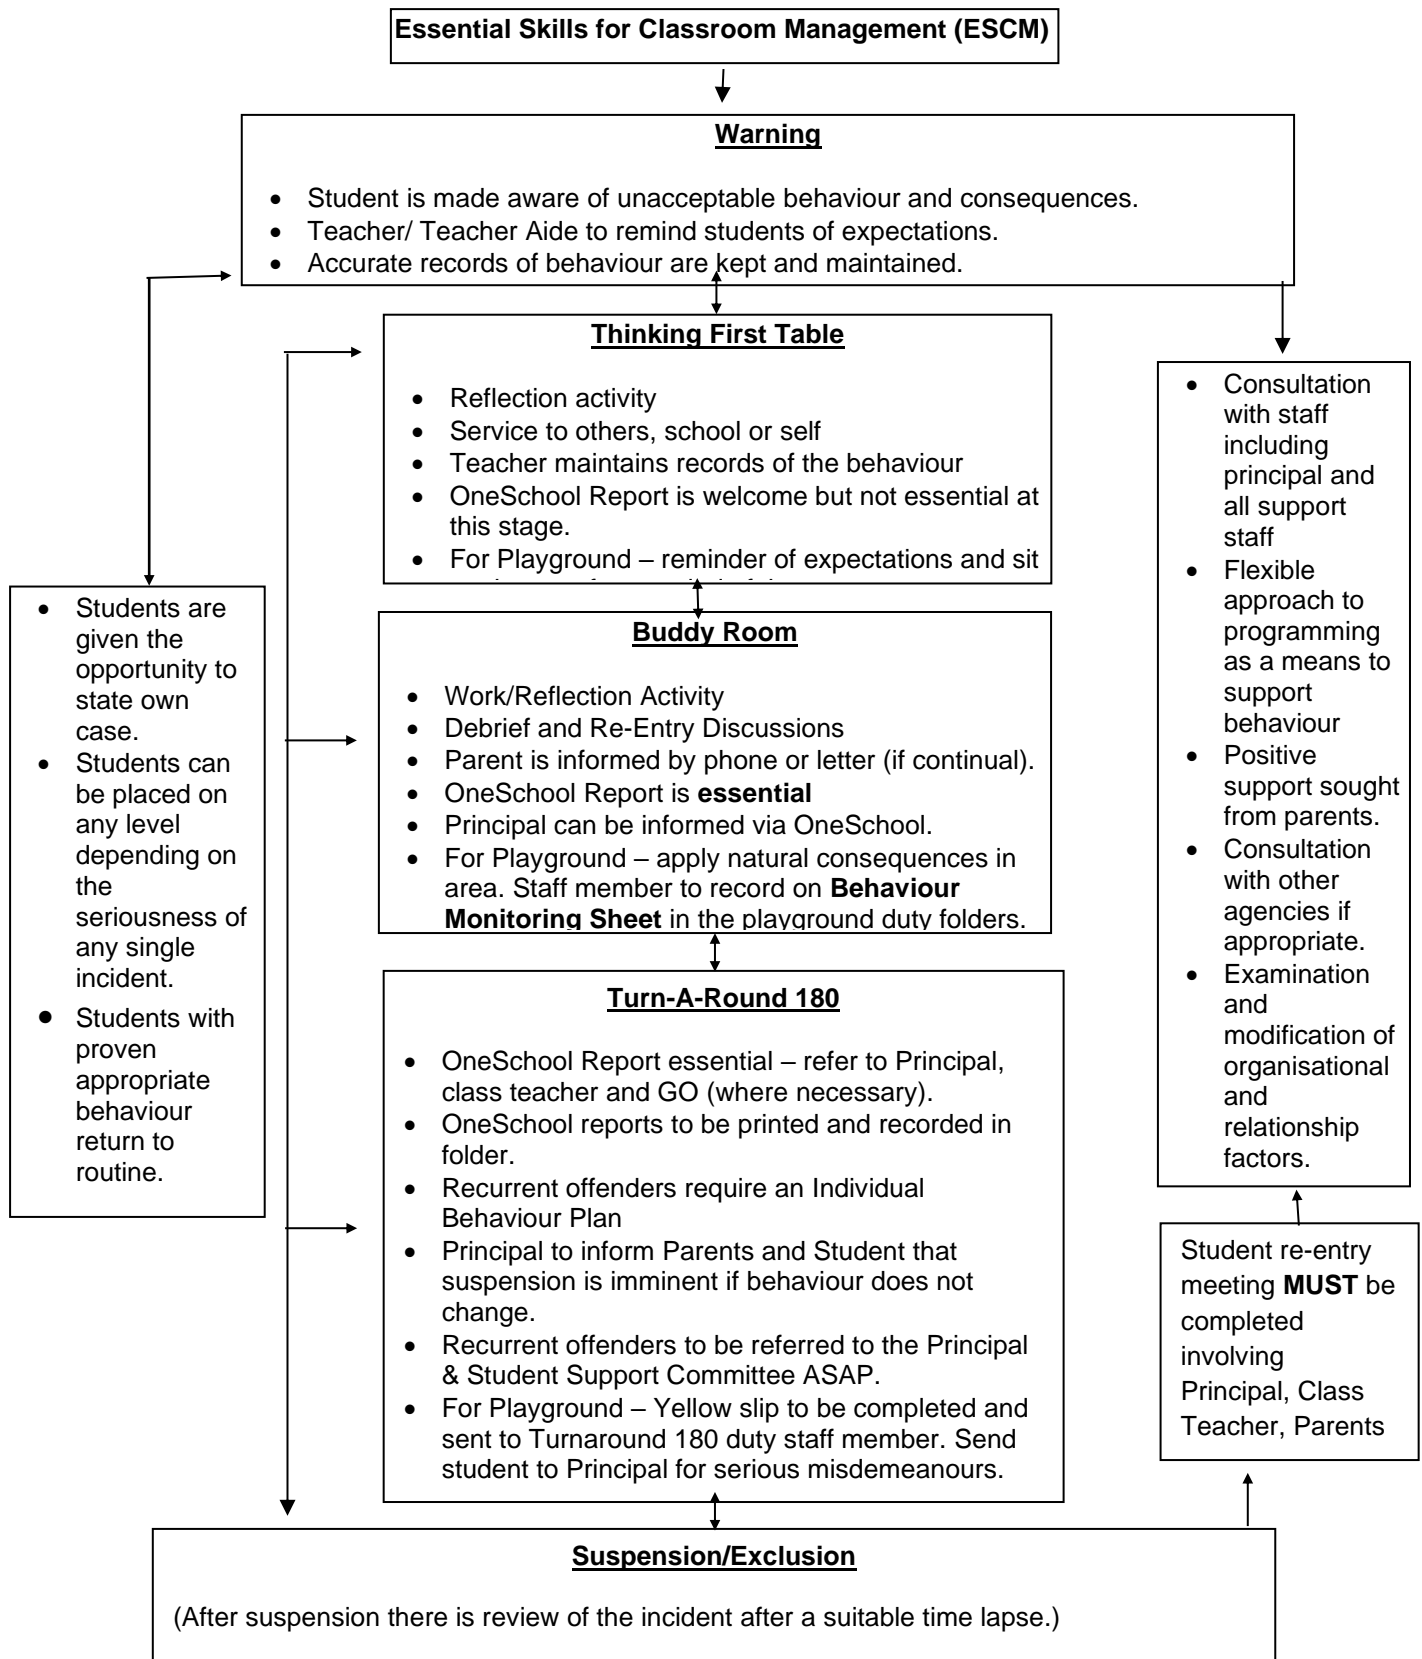 Essential Skills for Classroom Management (ESCM)
Warning
• Student is made aware of unacceptable behaviour and consequences.
• Teacher/ Teacher Aide to remind students of expectations.
• Accurate records of behaviour are kept and maintained.
Thinking First Table
• Reflection activity
• Service to others, school or self
• Teacher maintains records of the behaviour
• OneSchool Report is welcome but not essential at
this stage.
• For Playground – reminder of expectations and sit
Buddy Room
• Work/Reflection Activity
• Debrief and Re-Entry Discussions
• Parent is informed by phone or letter (if continual).
• OneSchool Report is essential
• Principal can be informed via OneSchool.
• For Playground – apply natural consequences in
area. Staff member to record on Behaviour
Monitoring Sheet in the playground duty folders.
Turn-A-Round 180
• OneSchool Report essential – refer to Principal,
class teacher and GO (where necessary).
• OneSchool reports to be printed and recorded in
folder.
• Recurrent offenders require an Individual
Behaviour Plan
• Principal to inform Parents and Student that
suspension is imminent if behaviour does not
change.
• Recurrent offenders to be referred to the Principal
& Student Support Committee ASAP.
• For Playground – Yellow slip to be completed and
sent to Turnaround 180 duty staff member. Send
student to Principal for serious misdemeanours.
Suspension/Exclusion
(After suspension there is review of the incident after a suitable time lapse.)
• Students are
given the
opportunity to
state own
case.
• Students can
be placed on
any level
depending on
the
seriousness of
any single
incident.
• Students with
proven
appropriate
behaviour
return to
routine.
• Consultation
with staff
including
principal and
all support
staff
• Flexible
approach to
programming
as a means to
support
behaviour
• Positive
support sought
from parents.
• Consultation
with other
agencies if
appropriate.
• Examination
and
modification of
organisational
and
relationship
factors.
Student re-entry
meeting MUST be
completed
involving
Principal, Class
Teacher, Parents